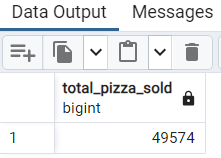 Data Output Messages
total_pizza_sold
bigint
1 49574